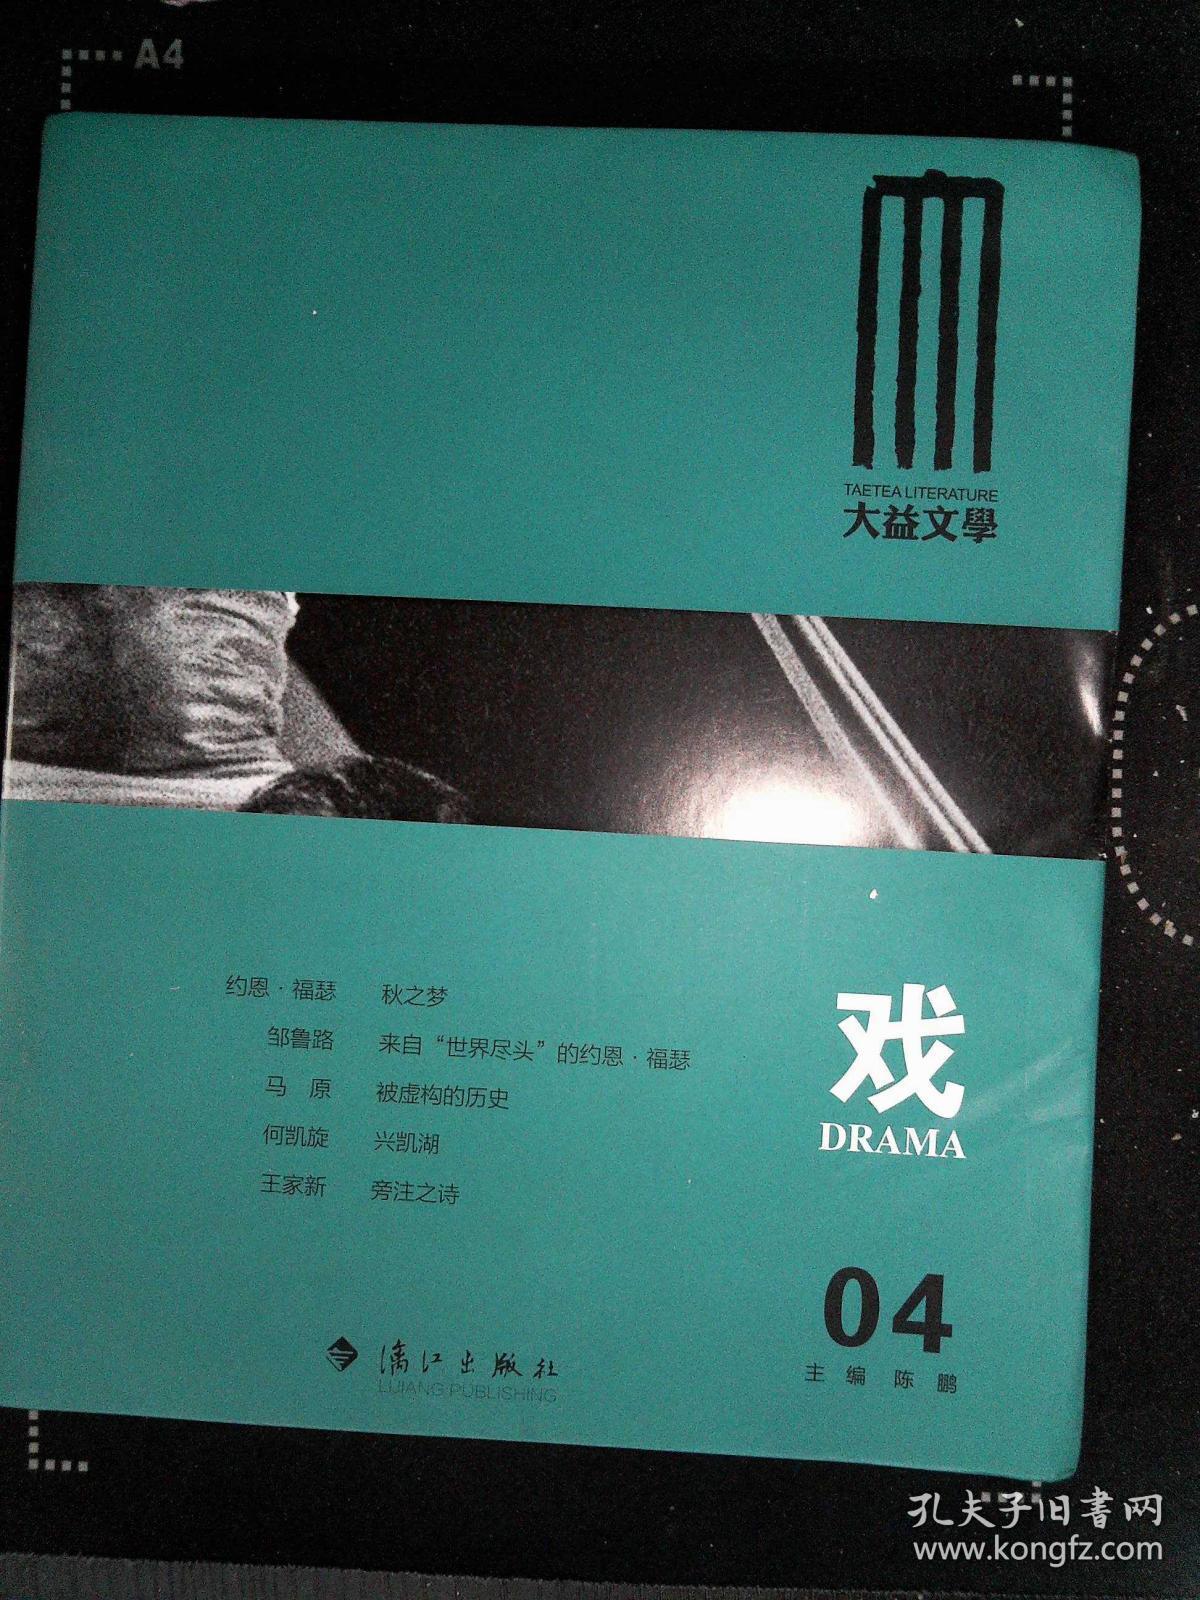 A4
TAETEA LITERATURE
大益文學
约恩·福瑟 秋之梦
邹鲁路 来自“世界尽头”的约恩·福瑟
马 原 被虚构的历史
何凯旋 兴凯湖
王家新 旁注之诗
戏
DRAMA
04
主 编 陈 鹏
漓江出版社
LIJIANG PUBLISHING
孔夫子旧書网
www.kongfz.com